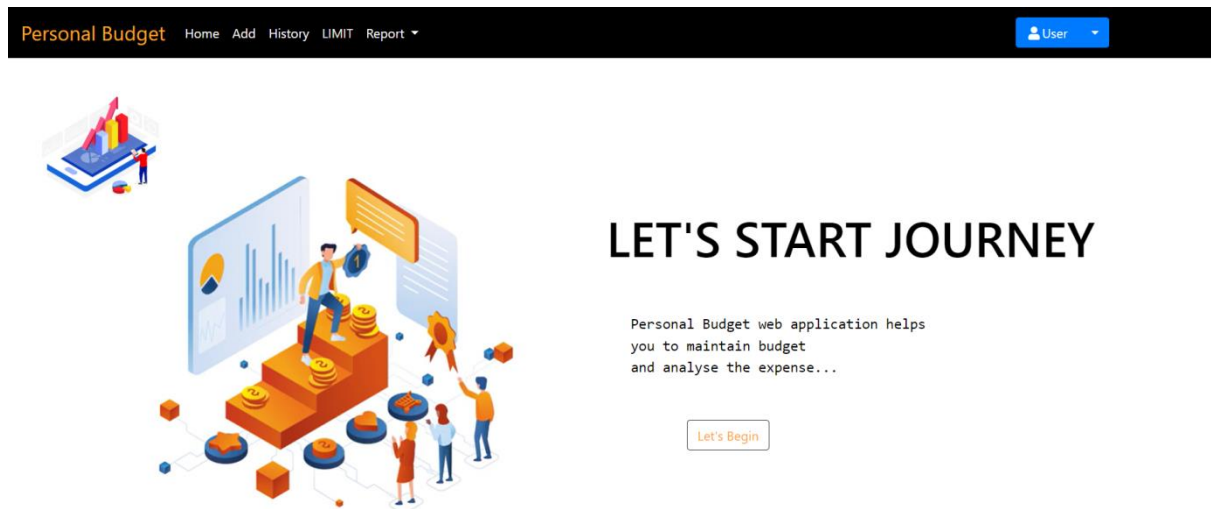 Personal Budget Home Add History LIMIT Report
User
LET'S START JOURNEY
Personal Budget web application helps
you to maintain budget
and analyse the expense...
Let's Begin
1